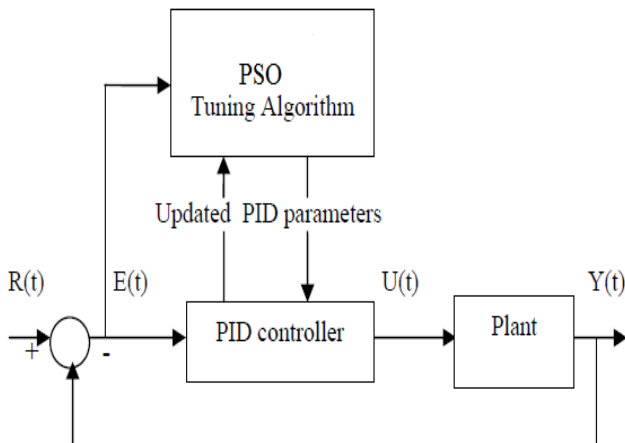 PSO
Tuning Algorithm
Updated PID parameters
R(t)
E(t)
U(t)
Y(t)
+
-
PID controller
Plant